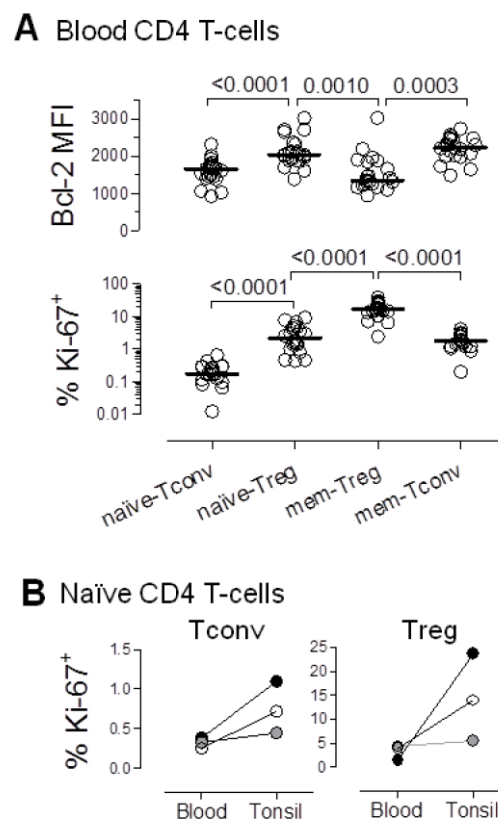 A Blood CD4 T-cells
<0.0001 0.0010 0.0003
Bcl-2 MFI
3000
2000
1000
0
<0.0001 <0.0001
<0.0001
% Ki-67+
100
10
1
0.1
0.01
naïve-Tconv naïve-Treg mem-Treg mem-Tconv
B Naïve CD4 T-cells
Tconv Treg
% Ki-67+
1.5
1.0
0.5
0.0
25
20
15
10
5
0
Blood Tonsil Blood Tonsil